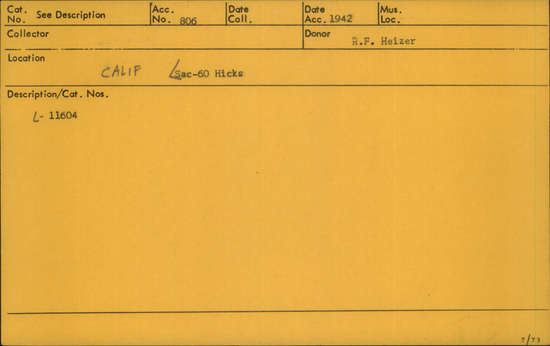 Cat. No. See Description Acc. No. 806 Date Coll. Date Acc. 1942 Mus. Loc.
Collector Donor R.F. Heizer
Location
CALIF Sac-60 Hicks
Description/Cat. Nos.
L- 11604